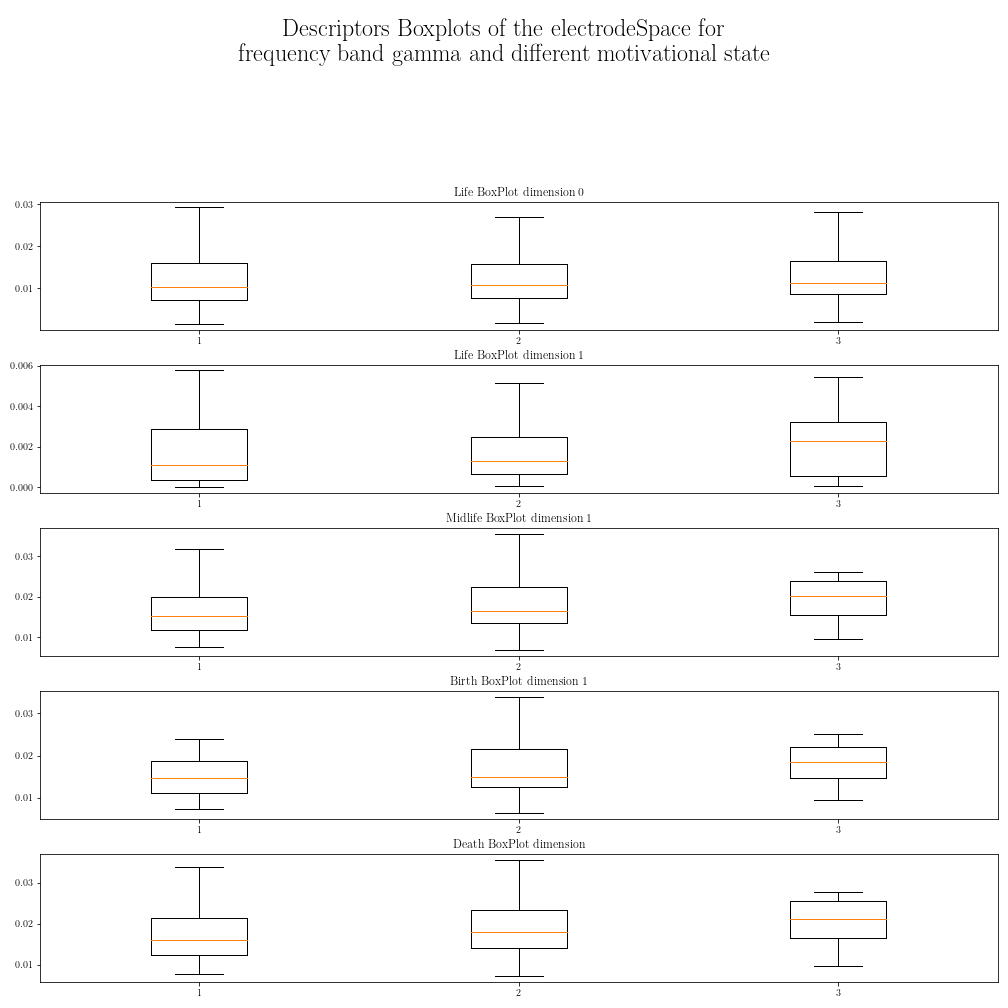 Descriptors Boxplots of the electrodeSpace for
frequency band gamma and different motivational state
Life BoxPlot dimension 0
0.03
0.02
0.01
1 2 3
Life BoxPlot dimension 1
0.006
0.004
0.002
0.000
1 2 3
Midlife BoxPlot dimension 1
0.03
0.02
0.01
1 2 3
Birth BoxPlot dimension 1
0.03
0.02
0.01
1 2 3
Death BoxPlot dimension
0.03
0.02
0.01
1 2 3